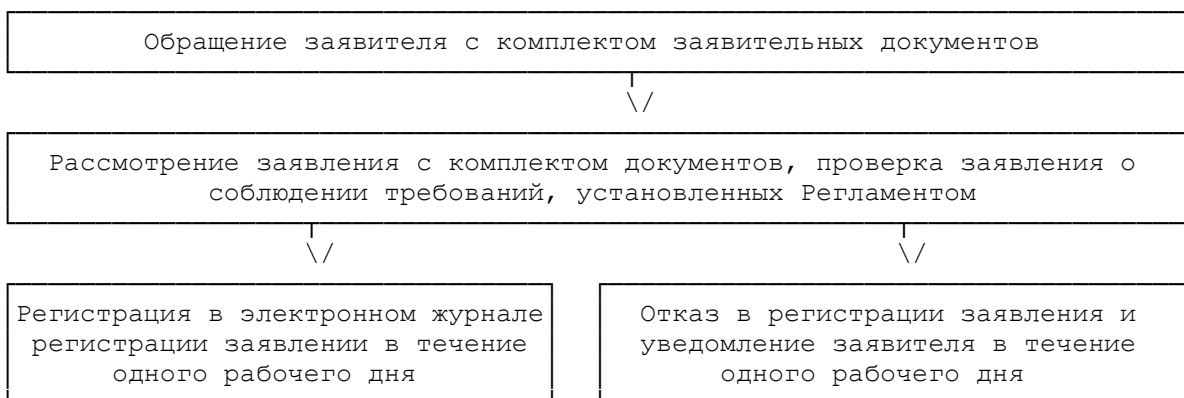 Обращение заявителя с комплектом заявительных документов
\/
Рассмотрение заявления с комплектом документов, проверка заявления о
соблюдении требований, установленных Регламентом
\/ \/
Регистрация в электронном журнале
регистрации заявлении в течение
одного рабочего дня
Отказ в регистрации заявления и
уведомление заявителя в течение
одного рабочего дня